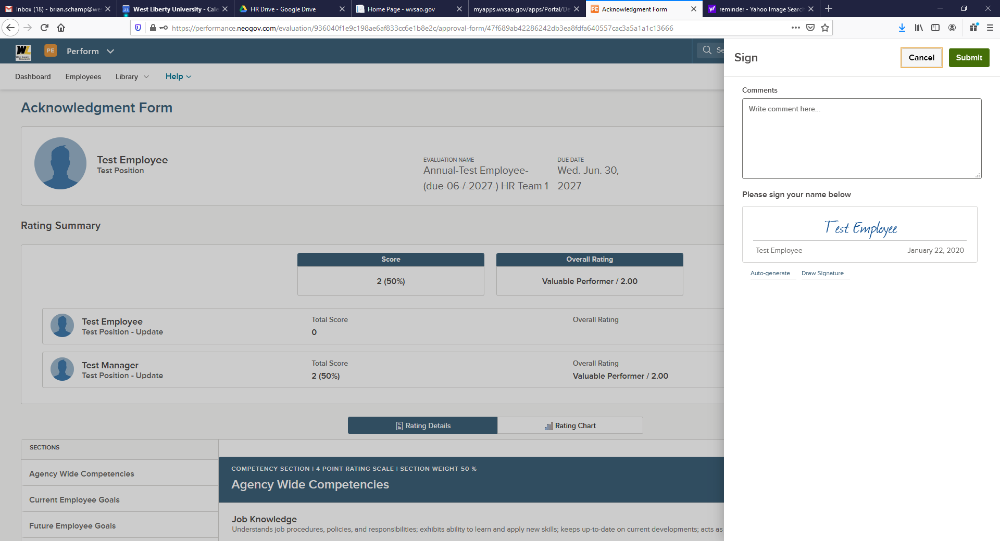 Inbox (18) - brian.schamp@we
West Liberty University - Cale
HR Drive - Google Drive
Home Page - wvsao.gov
myapps.wvsao.gov/apps/Portal/De
PE Acknowledgment Form
reminder - Yahoo Image Search
https://performance.neogov.com/evaluation/936040f1e9c198ae6af833cc6e1b8e2c/approval-form/47f689ab42286242db3ea8fdfa640557cac3a5a1a1c13666
WL
West Liberty
University
PE
Perform
Se
Dashboard
Employees
Library
Help
Acknowledgment Form
Test Employee
Test Position
EVALUATION NAME
Annual-Test Employee-
(due-06-/-2027-) HR Team 1
DUE DATE
Wed. Jun. 30,
2027
Rating Summary
Score
2 (50%)
Overall Rating
Valuable Performer / 2.00
Test Employee
Test Position - Update
Total Score
0
Overall Rating
Test Manager
Test Position - Update
Total Score
2 (50%)
Overall Rating
Valuable Performer / 2.00
Rating Details
Rating Chart
SECTIONS
Agency Wide Competencies
Current Employee Goals
Future Employee Goals
COMPETENCY SECTION | 4 POINT RATING SCALE | SECTION WEIGHT 50 %
Agency Wide Competencies
Job Knowledge
Understands job procedures, policies, and responsibilities; exhibits ability to learn and apply new skills; keeps up-to-date on current developments; acts as
Sign
Cancel
Submit
Comments
Write comment here...
Please sign your name below
Test Employee
Test Employee
January 22, 2020
Auto-generate
Draw Signature